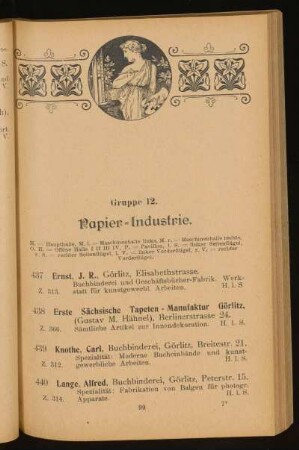 Gruppe 12.
Papier-Industrie.
H. = Haupthalle, M. l. = Maschinenhalle links, M. r. = Maschinenhalle rechts,
O. H. = Offene Halle I II III IV. P. = Pavillon, l. S. = linker Seitenflügel,
r. S. = rechter Seitenflügel, l. V. = linker Vorderflügel, r. V. = rechter
Vorderflügel.
437 Ernst, J. R., Görlitz, Elisabethstrasse.
Buchbinderei und Geschäftsbücher-Fabrik. Werk-
Z. 315. statt für kunstgewerbl. Arbeiten. H. l. S
438 Erste Sächsische Tapeten-Manufaktur Görlitz,
(Gustav M. Hähnel), Berlinerstrasse 24.
Z. 308. Sämtliche Artikel zur Innendekoration. H. l. S.
439 Knothe, Carl, Buchbinderei, Görlitz, Breitestr. 21.
Spezialität: Moderne Bucheinbände und kunst-
Z. 312. gewerbliche Arbeiten. H. l. S.
440 Lange, Alfred, Buchbinderei, Görlitz, Peterstr. 15.
Spezialität: Fabrikation von Balgen für photogr.
Z. 314. Apparate. H. l. S.
99 7*